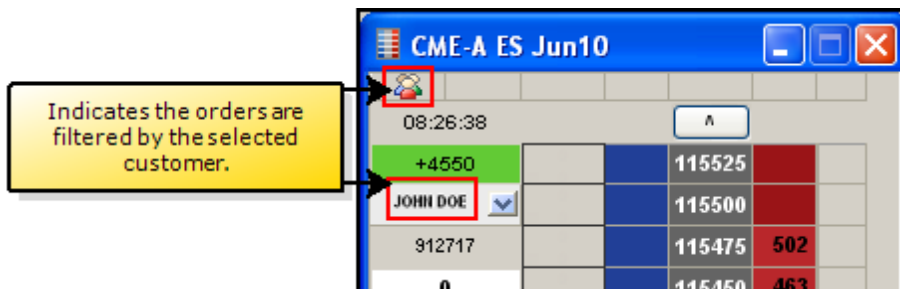 CME-A ES Jun10
Indicates the orders are
filtered by the selected
customer.
08:26:38
^
+4550
115525
JOHN DOE
115500
912717
115475 502
0
115450 463